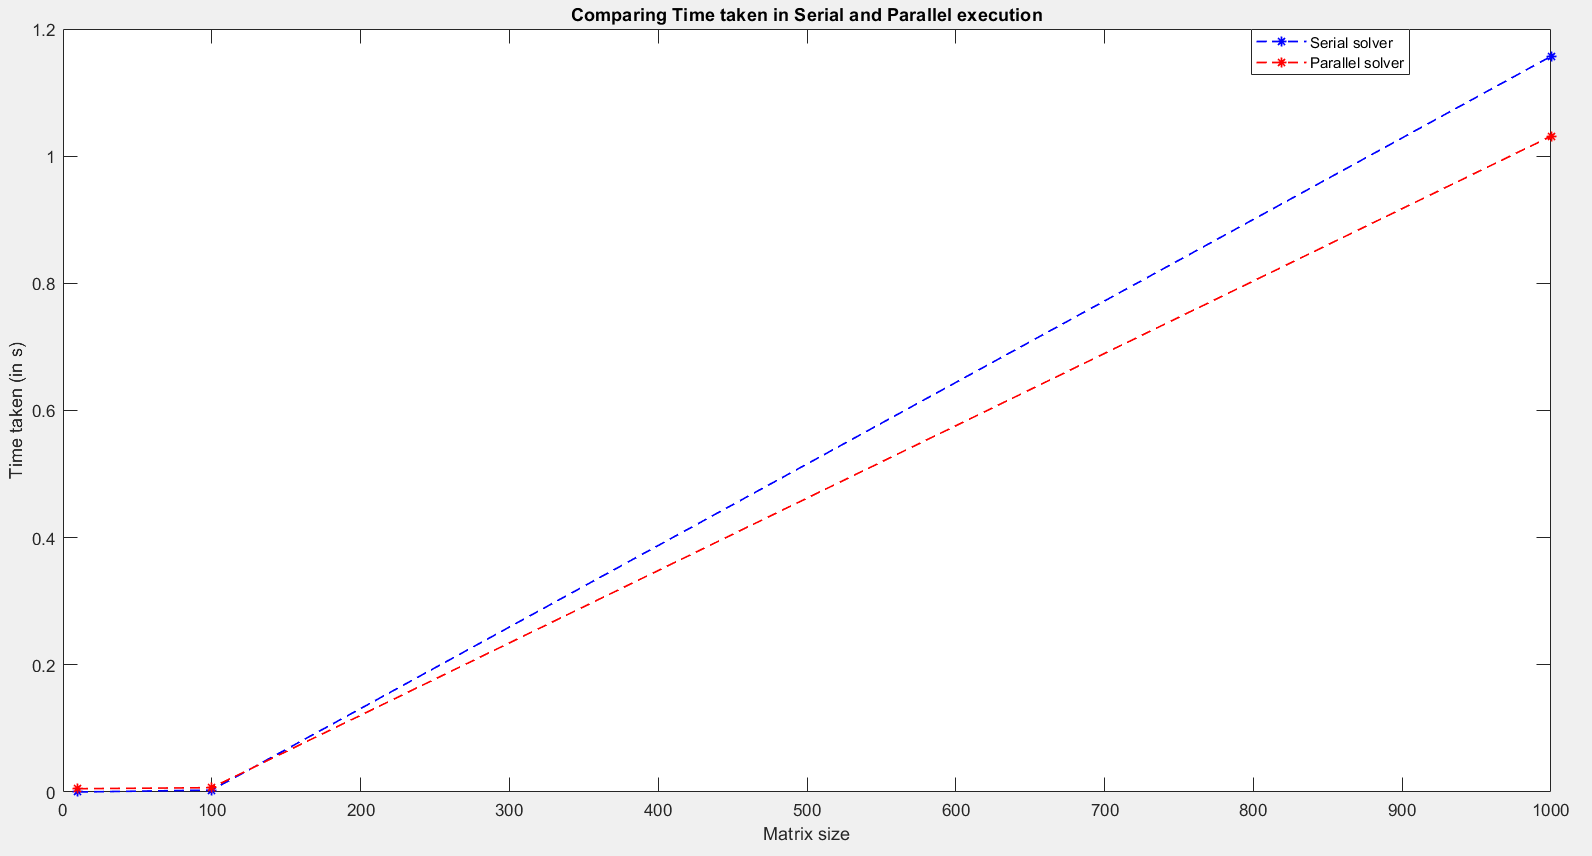 Comparing Time taken in Serial and Parallel execution
Serial solver
Parallel solver
1.2
1
0.8
0.6
0.4
0.2
0
Time taken (in s)
0 100 200 300 400 500 600 700 800 900 1000
Matrix size